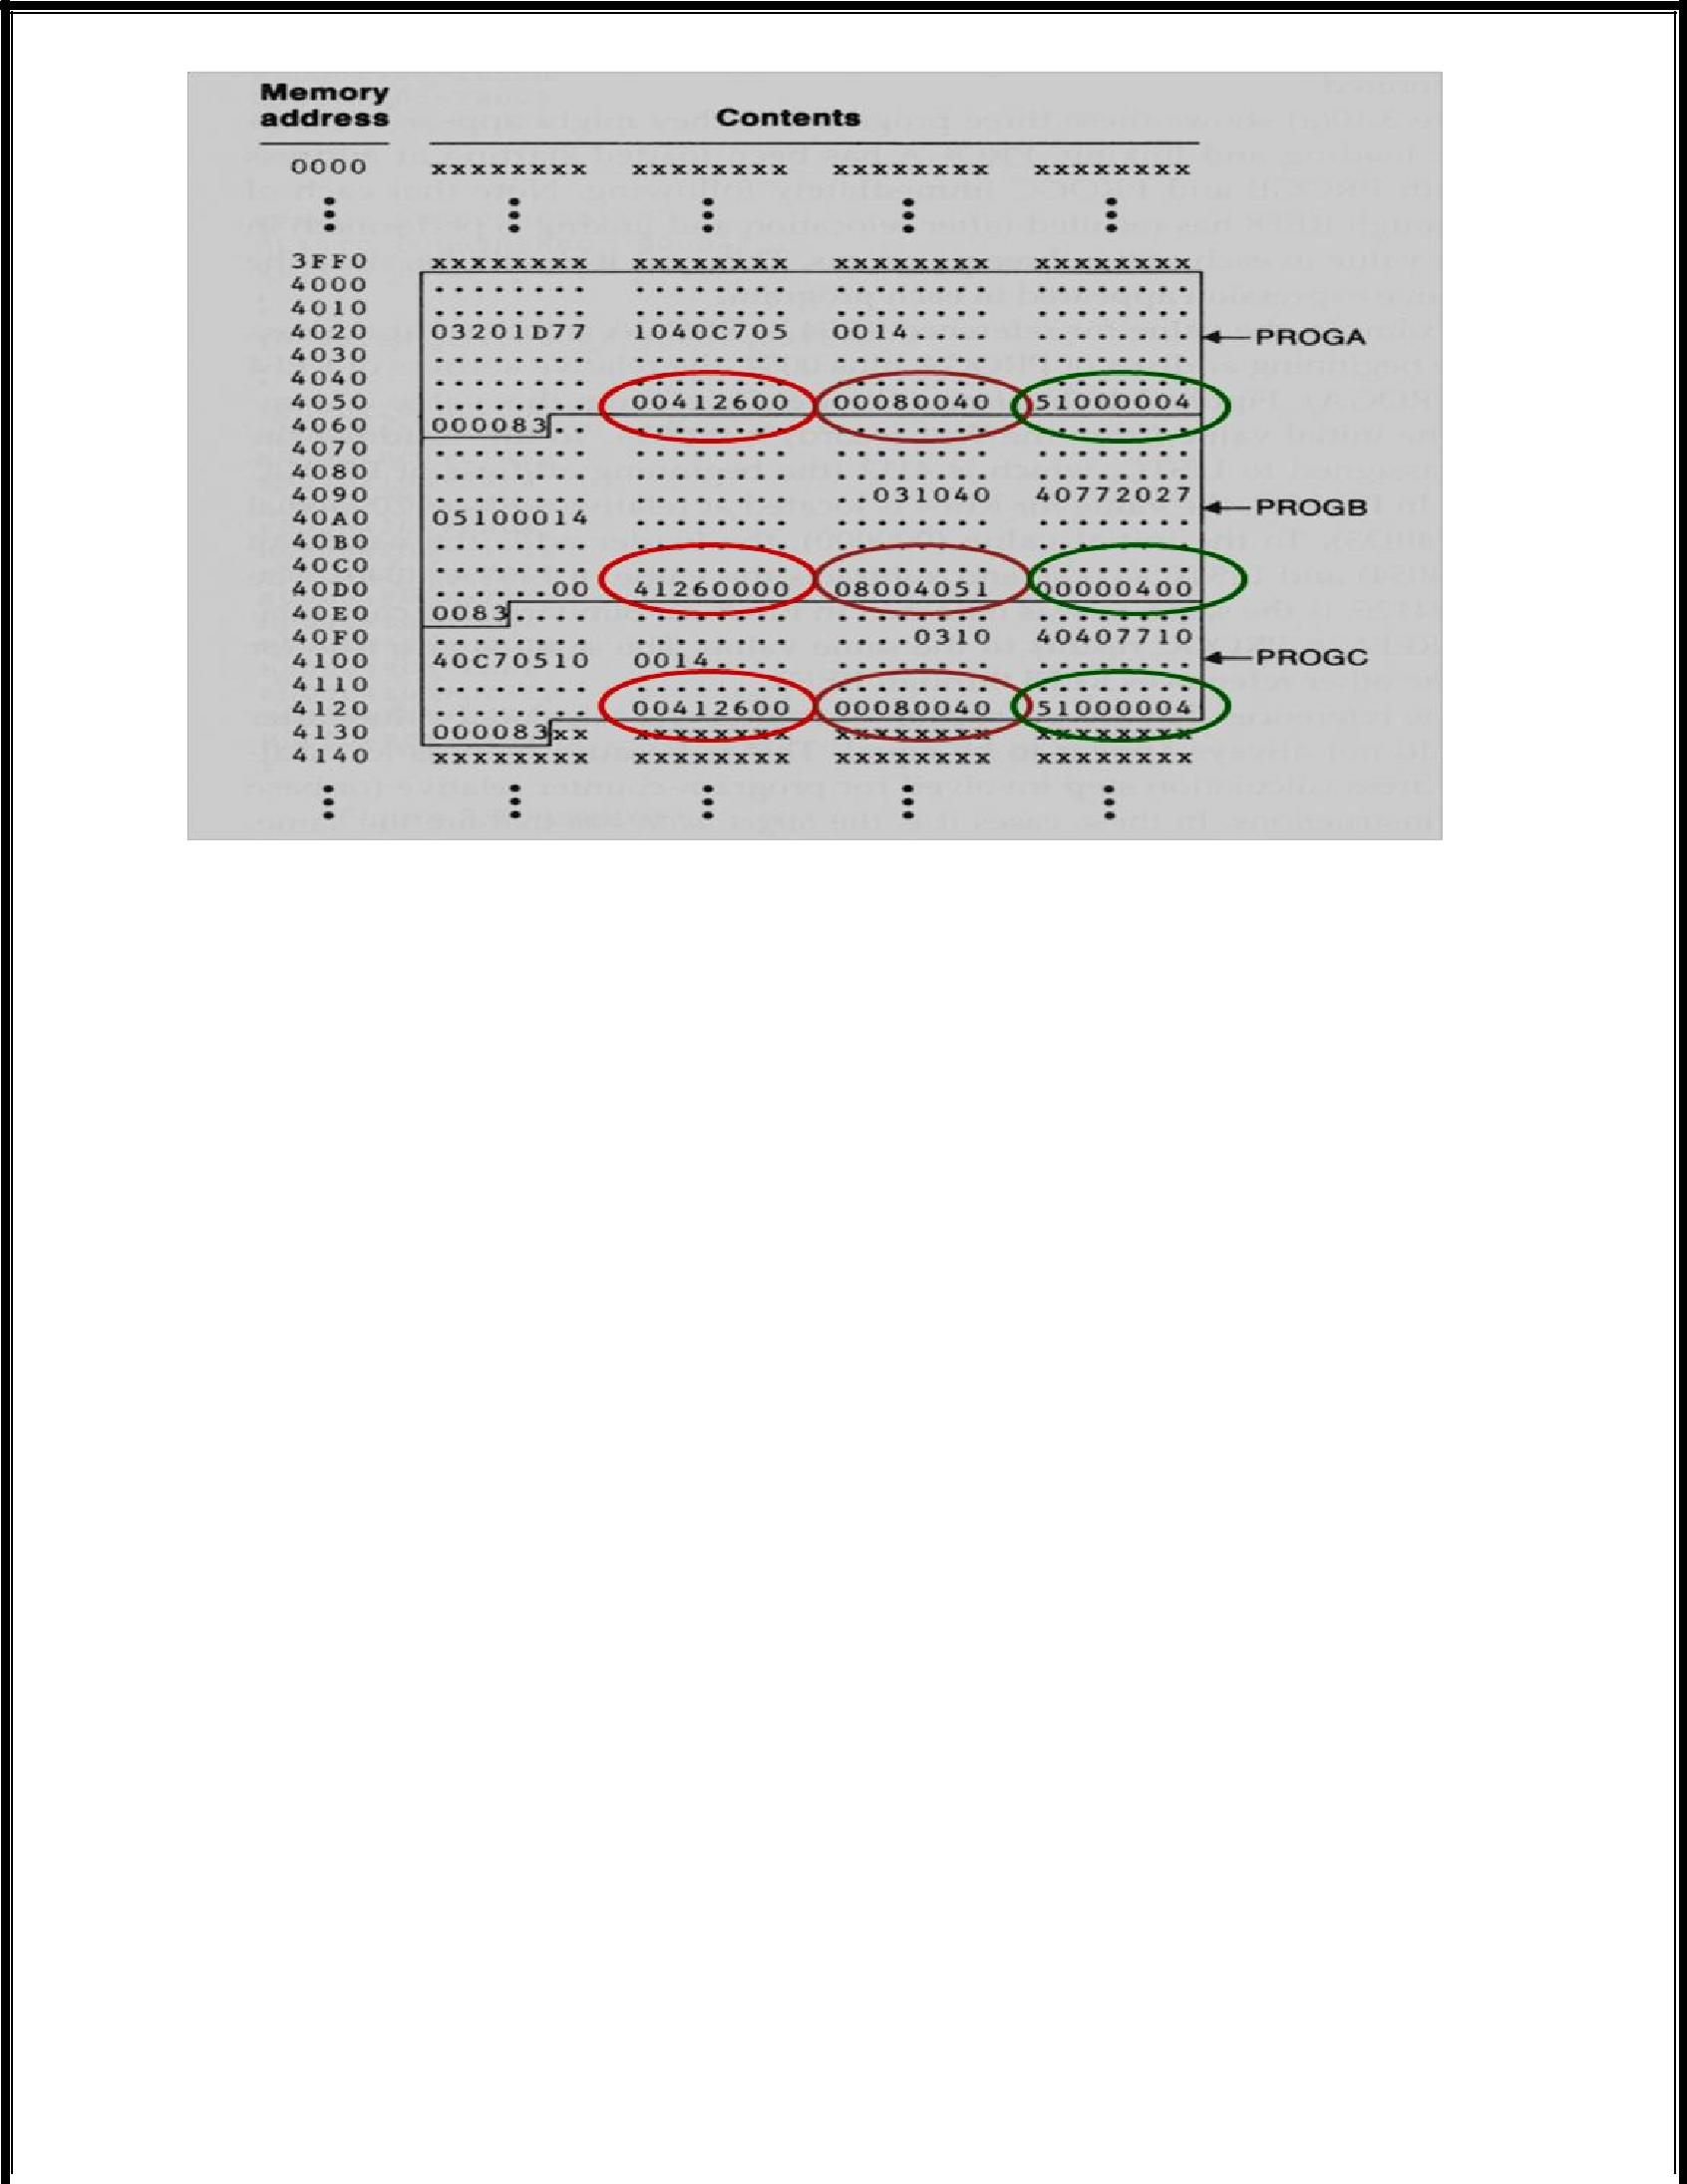 Memory
address Contents
0000 xxxxxxxx xxxxxxxx xxxxxxxx xxxxxxxx
3FF0 xxxxxxxx xxxxxxxx xxxxxxxx xxxxxxxx
4000 ........ ........ ........ ........
4010 ........ ........ ........ ........
4020 03201D77 1040C705 0014.... ........ PROGA
4030 ........ ........ ........ ........
4040 ........ ........ ........ ........
4050 ........ 00412600 00080040 51000004
4060 000083.. ........ ........ ........
4070 ........ ........ ........ ........
4080 ........ ........ ........ ........
4090 ........ ........ ..031040 40772027 PROGB
40A0 05100014 ........ ........ ........
40B0 ........ ........ ........ ........
40C0 ........ ........ ........ ........
40D0 ......00 41260000 08004051 00000400
40E0 0083.... ........ ........ ........
40F0 ........ ........ ....0310 40407710
4100 40C70510 0014.... ........ ........ PROGC
4110 ........ ........ ........ ........
4120 ........ 00412600 00080040 51000004
4130 000083xx xxxxxxxx xxxxxxxx xxxxxxxx
4140 xxxxxxxx xxxxxxxx xxxxxxxx xxxxxxxx